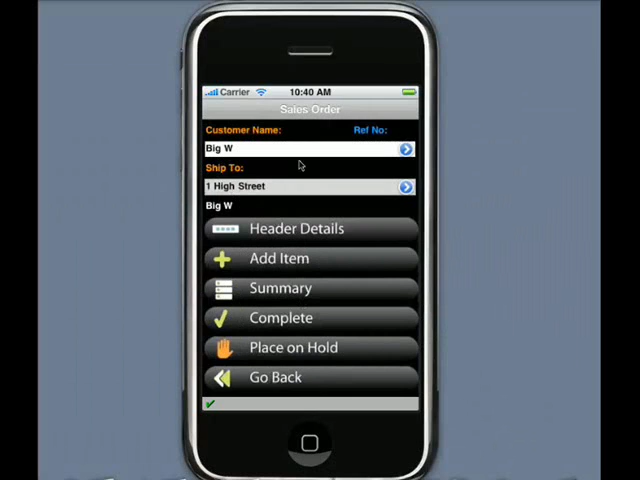 Carrier 10:40 AM
Sales Order
Customer Name: Ref No:
Big W
Ship To:
1 High Street
Big W
Header Details
Add Item
Summary
Complete
Place on Hold
Go Back